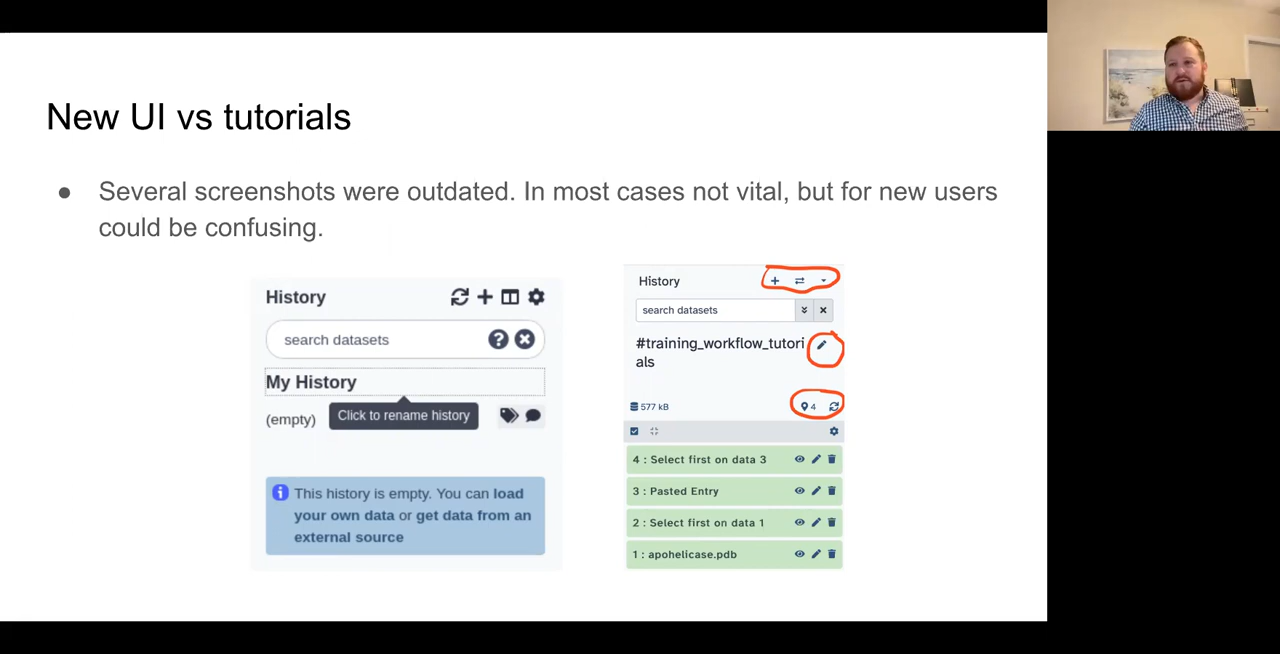 New UI vs tutorials
● Several screenshots were outdated. In most cases not vital, but for new users
could be confusing.
History
search datasets
My History
(empty)
Click to rename history
This history is empty. You can load
your own data or get data from an
external source
History
search datasets
#training_workflow_tutori
als
577 kB
4
4 : Select first on data 3
3 : Pasted Entry
2 : Select first on data 1
1 : apohelicase.pdb